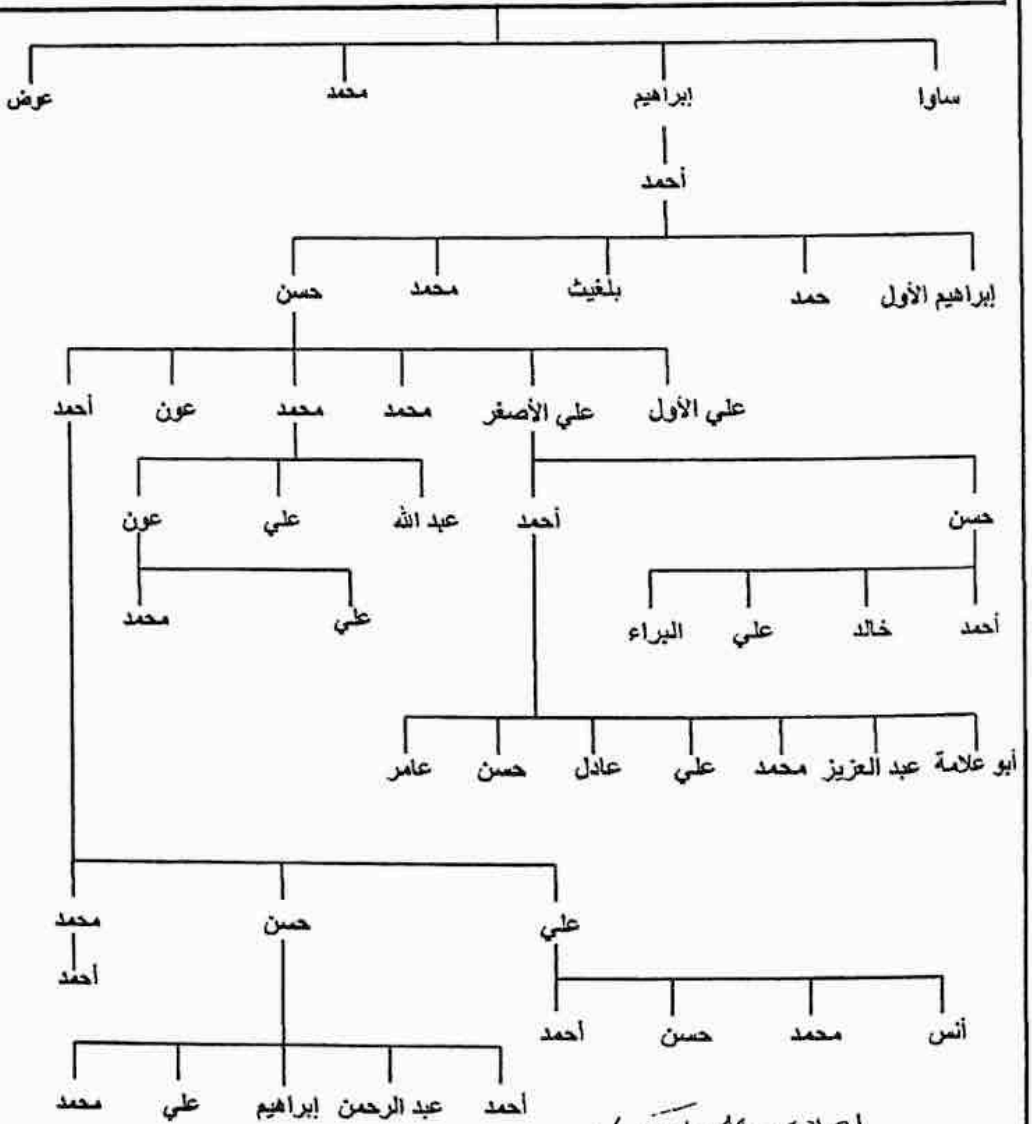 ساوا إبراهيم محمد عوض
أحمد
إبراهيم الأول حمد بلغيث محمد حسن
علي الأول علي الأصغر محمد محمد عون أحمد
حسن أحمد عبد الله علي عون
أحمد خالد علي البراء علي محمد
أبو علامة عبد العزيز محمد علي عادل حسن عامر
علي حسن محمد
أحمد
أنس محمد حسن أحمد
أحمد عبد الرحمن إبراهيم علي محمد